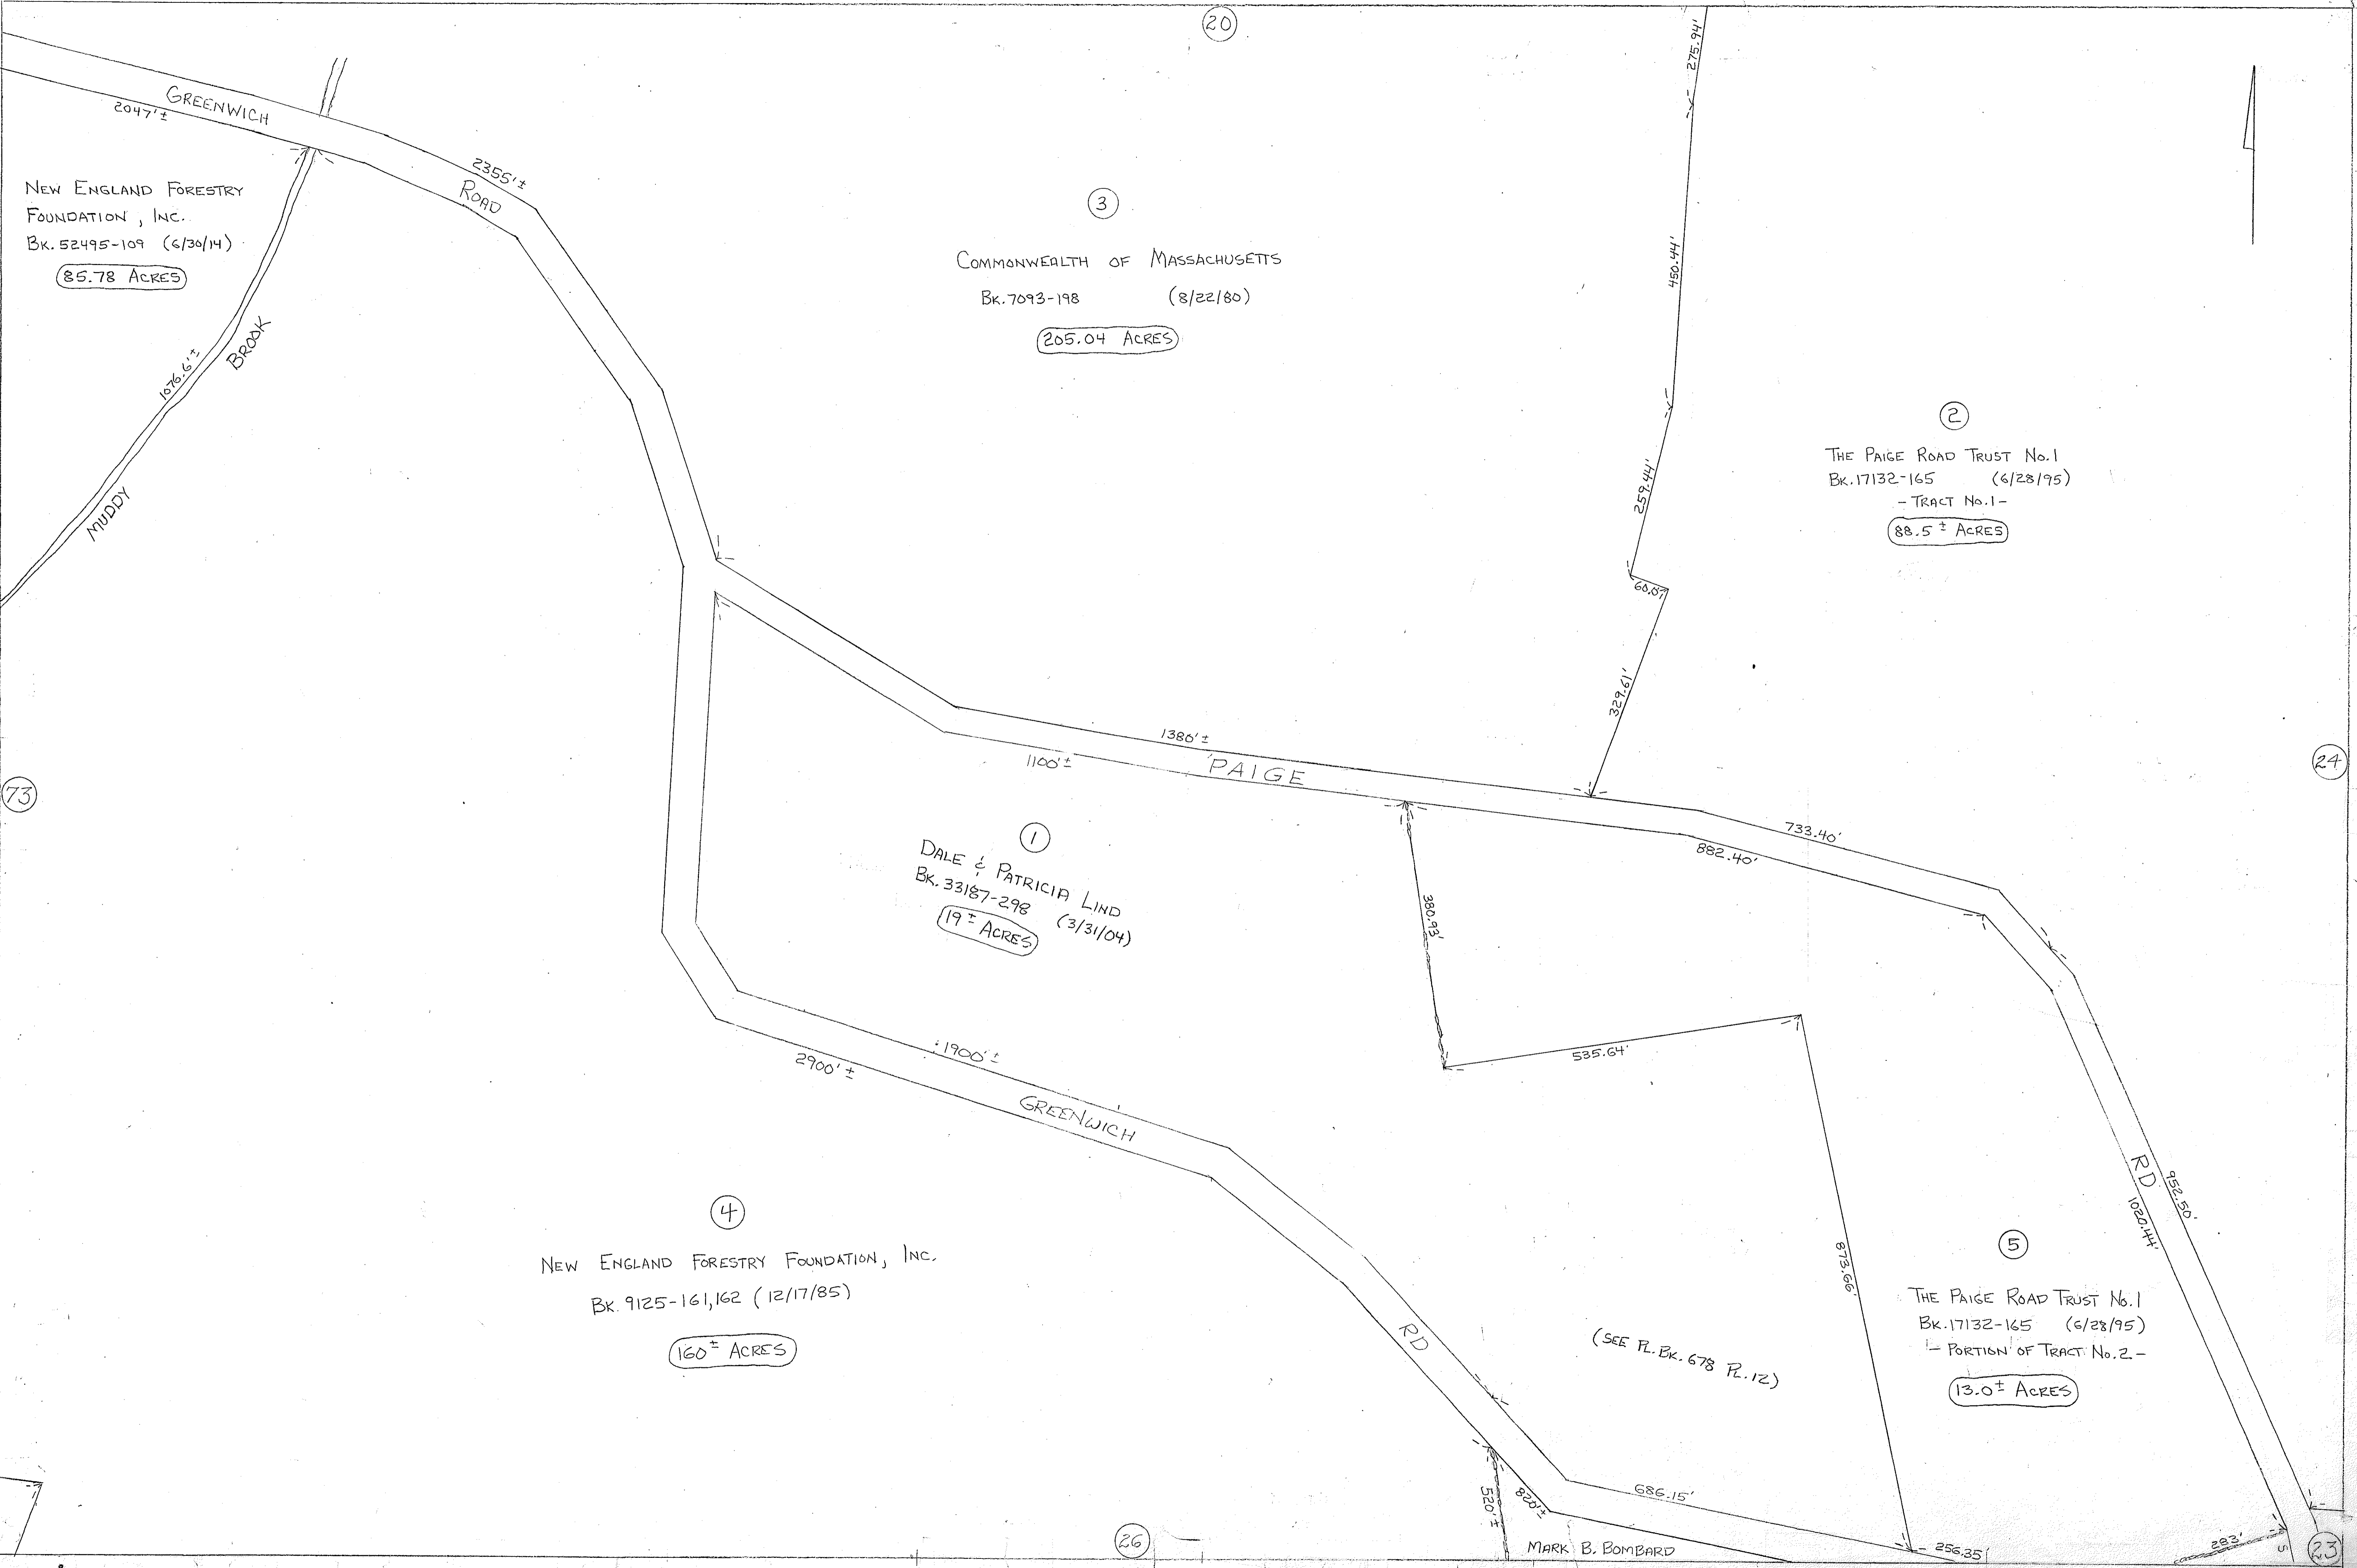 20
275.94'
GREENWICH
2047'±
2355'±
ROAD
NEW ENGLAND FORESTRY
FOUNDATION, INC.
BK. 52495-109 (6/30/14)
85.78 ACRES
1076.6'±
BROOK
MUDDY
3
COMMONWEALTH OF MASSACHUSETTS
BK. 7093-198 (8/22/80)
205.04 ACRES
450.44'
259.44'
60.0'
329.61'
2
THE PAIGE ROAD TRUST No.1
BK. 17132-165 (6/28/95)
- TRACT No.1 -
88.5± ACRES
24
73
1380'±
1100'±
PAIGE
733.40'
882.40'
1
DALE & PATRICIA LIND
BK. 33187-298 (3/31/04)
19± ACRES
380.93'
535.64'
1900'±
2900'±
GREENWICH
RD
952.50'
1020.44'
873.66'
4
NEW ENGLAND FORESTRY FOUNDATION, INC.
BK. 9125-161,162 (12/17/85)
160± ACRES
RD
(SEE PL. BK. 678 PL. 12)
5
THE PAIGE ROAD TRUST No.1
BK. 17132-165 (6/28/95)
- PORTION OF TRACT No.2 -
13.0± ACRES
686.15'
520'±
820'±
26
MARK B. BOMBARD
256.35'
283'
23